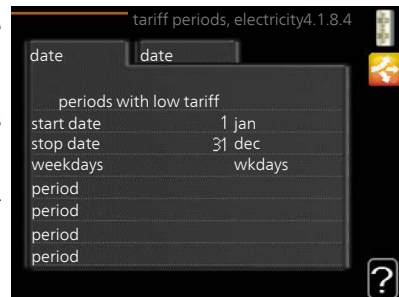 tariff periods, electricity4.1.8.4
date date
periods with low tariff
start date 1 jan
stop date 31 dec
weekdays wkdays
period
period
period
period
?